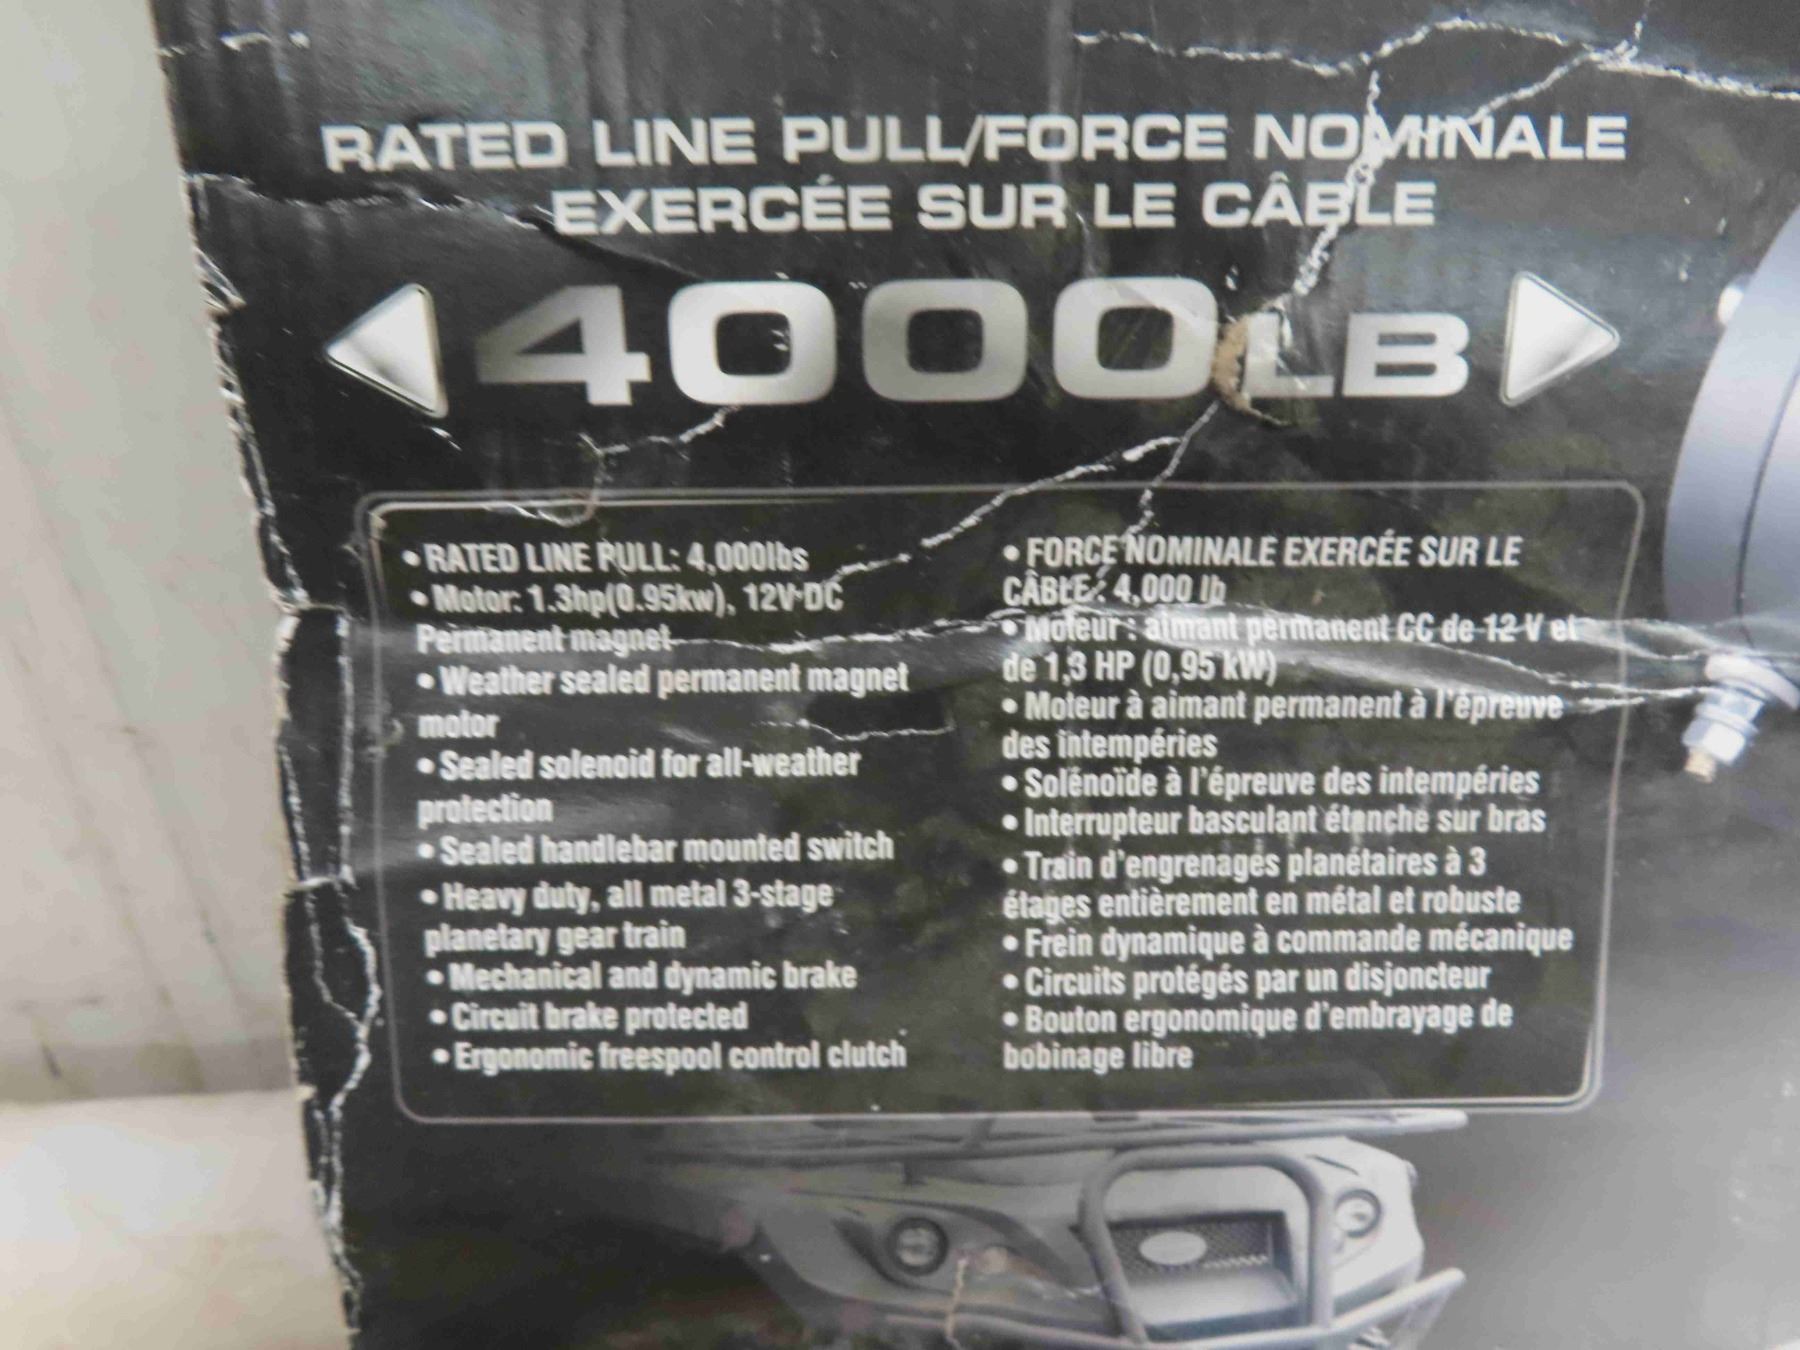 RATED LINE PULL/FORCE NOMINALE
EXERCÉE SUR LE CÂBLE
4000LB
• RATED LINE PULL: 4,000lbs
• Motor: 1.3hp(0.95kw), 12V DC
Permanent magnet
• Weather sealed permanent magnet
motor
• Sealed solenoid for all-weather
protection
• Sealed handlebar mounted switch
• Heavy duty, all metal 3-stage
planetary gear train
• Mechanical and dynamic brake
• Circuit brake protected
• Ergonomic freespool control clutch
• FORCE NOMINALE EXERCÉE SUR LE
CÂBLE : 4,000 lb
• Moteur : aimant permanent CC de 12 V et
de 1,3 HP (0,95 kW)
• Moteur à aimant permanent à l'épreuve
des intempéries
• Solénoïde à l'épreuve des intempéries
• Interrupteur basculant étanche sur bras
• Train d'engrenages planétaires à 3
étages entièrement en métal et robuste
• Frein dynamique à commande mécanique
• Circuits protégés par un disjoncteur
• Bouton ergonomique d'embrayage de
bobinage libre